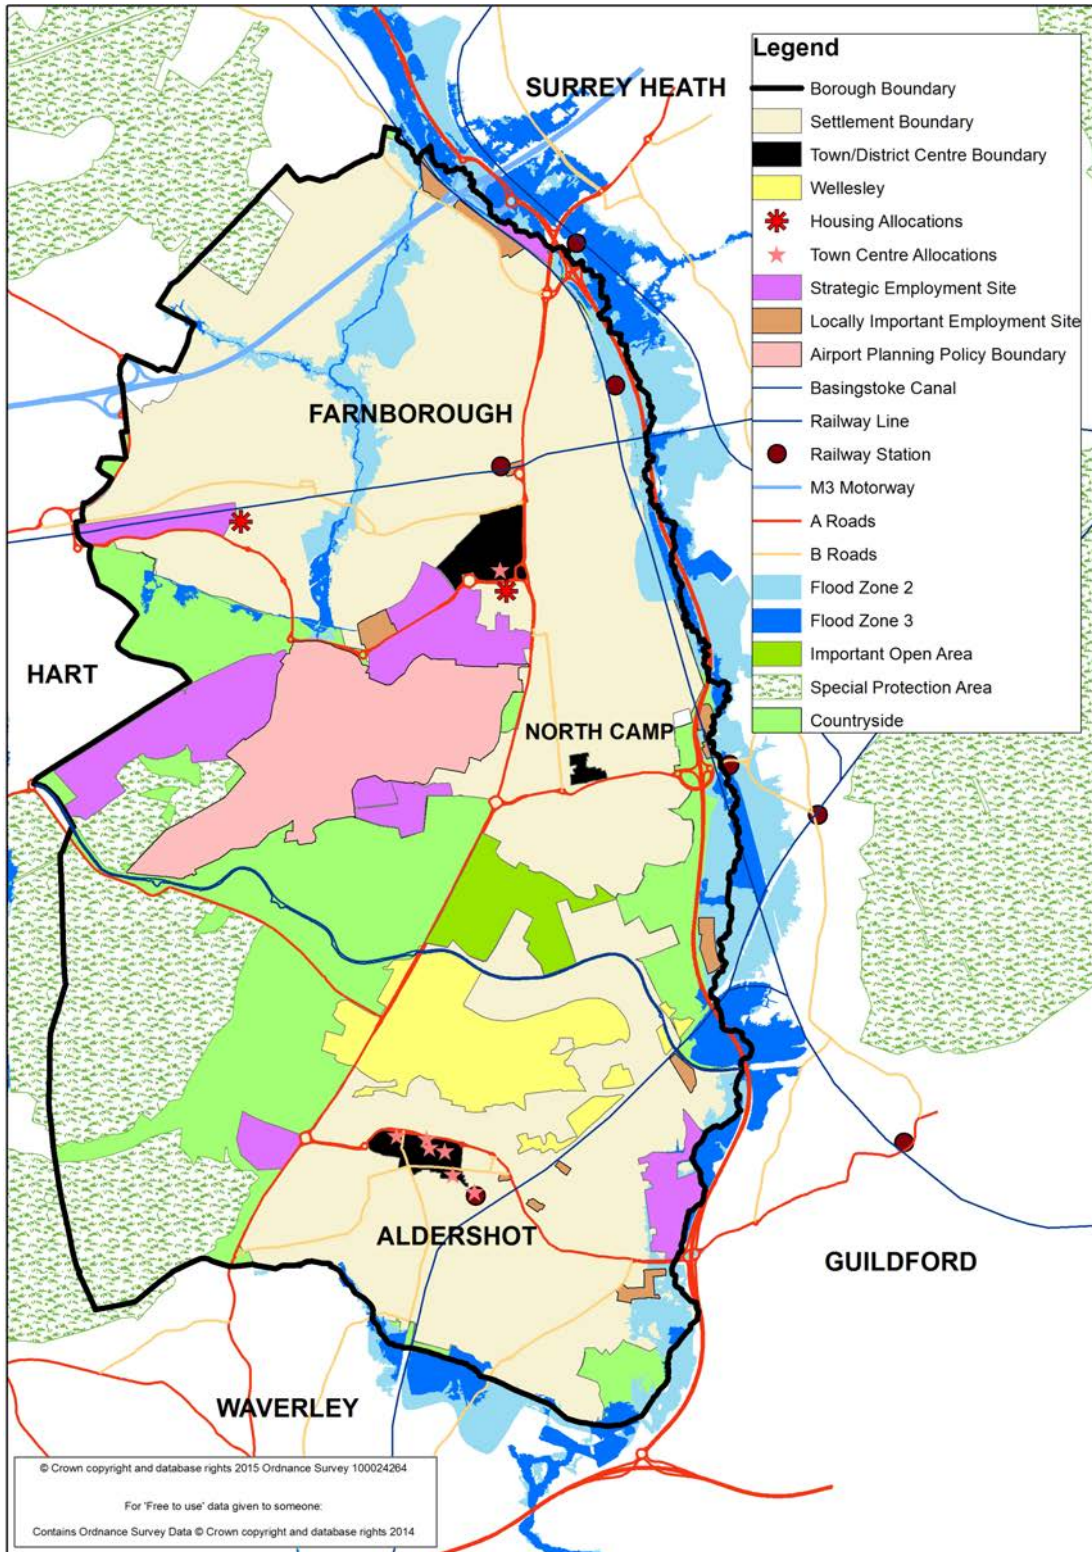 SURREY HEATH
Legend
Borough Boundary
Settlement Boundary
Town/District Centre Boundary
Wellesley
Housing Allocations
Town Centre Allocations
Strategic Employment Site
Locally Important Employment Site
Airport Planning Policy Boundary
Basingstoke Canal
Railway Line
Railway Station
M3 Motorway
A Roads
B Roads
Flood Zone 2
Flood Zone 3
Important Open Area
Special Protection Area
Countryside
FARNBOROUGH
HART
NORTH CAMP
ALDERSHOT
GUILDFORD
WAVERLEY
© Crown copyright and database rights 2015 Ordnance Survey 100024264
For 'Free to use' data given to someone:
Contains Ordnance Survey Data © Crown copyright and database rights 2014